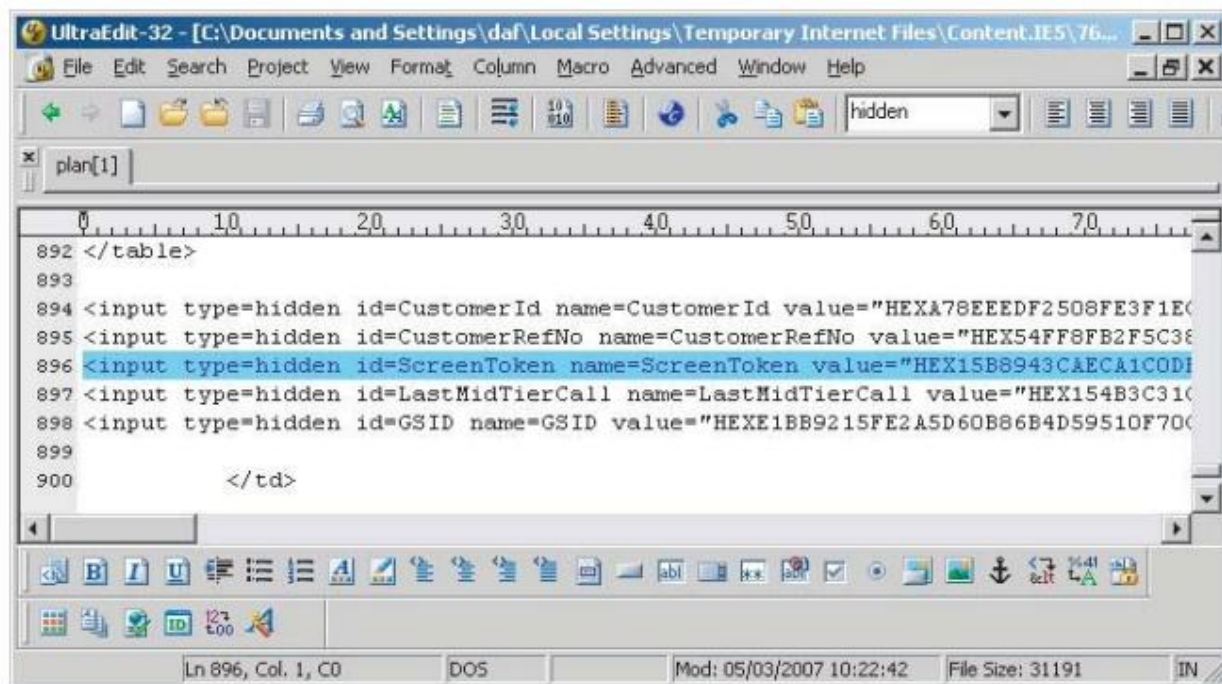 UltraEdit-32 - [C:\Documents and Settings\daf\Local Settings\Temporary Internet Files\Content.IE5\76...
File Edit Search Project View Format Column Macro Advanced Window Help
hidden
plan[1]
0 10 20 30 40 50 60 70
892 </table>
893
894 <input type=hidden id=CustomerId name=CustomerId value="HEXA78EEEDF2508FE3F1EC
895 <input type=hidden id=CustomerRefNo name=CustomerRefNo value="HEX54FF8FB2F5C38
896 <input type=hidden id=ScreenToken name=ScreenToken value="HEX15B8943CAECA1C0DE
897 <input type=hidden id=LastMidTierCall name=LastMidTierCall value="HEX154B3C31C
898 <input type=hidden id=GSID name=GSID value="HEXE1BB9215FE2A5D60B86B4D59510F70C
899
900 </td>
Ln 896, Col. 1, C0 DOS Mod: 05/03/2007 10:22:42 File Size: 31191 IN